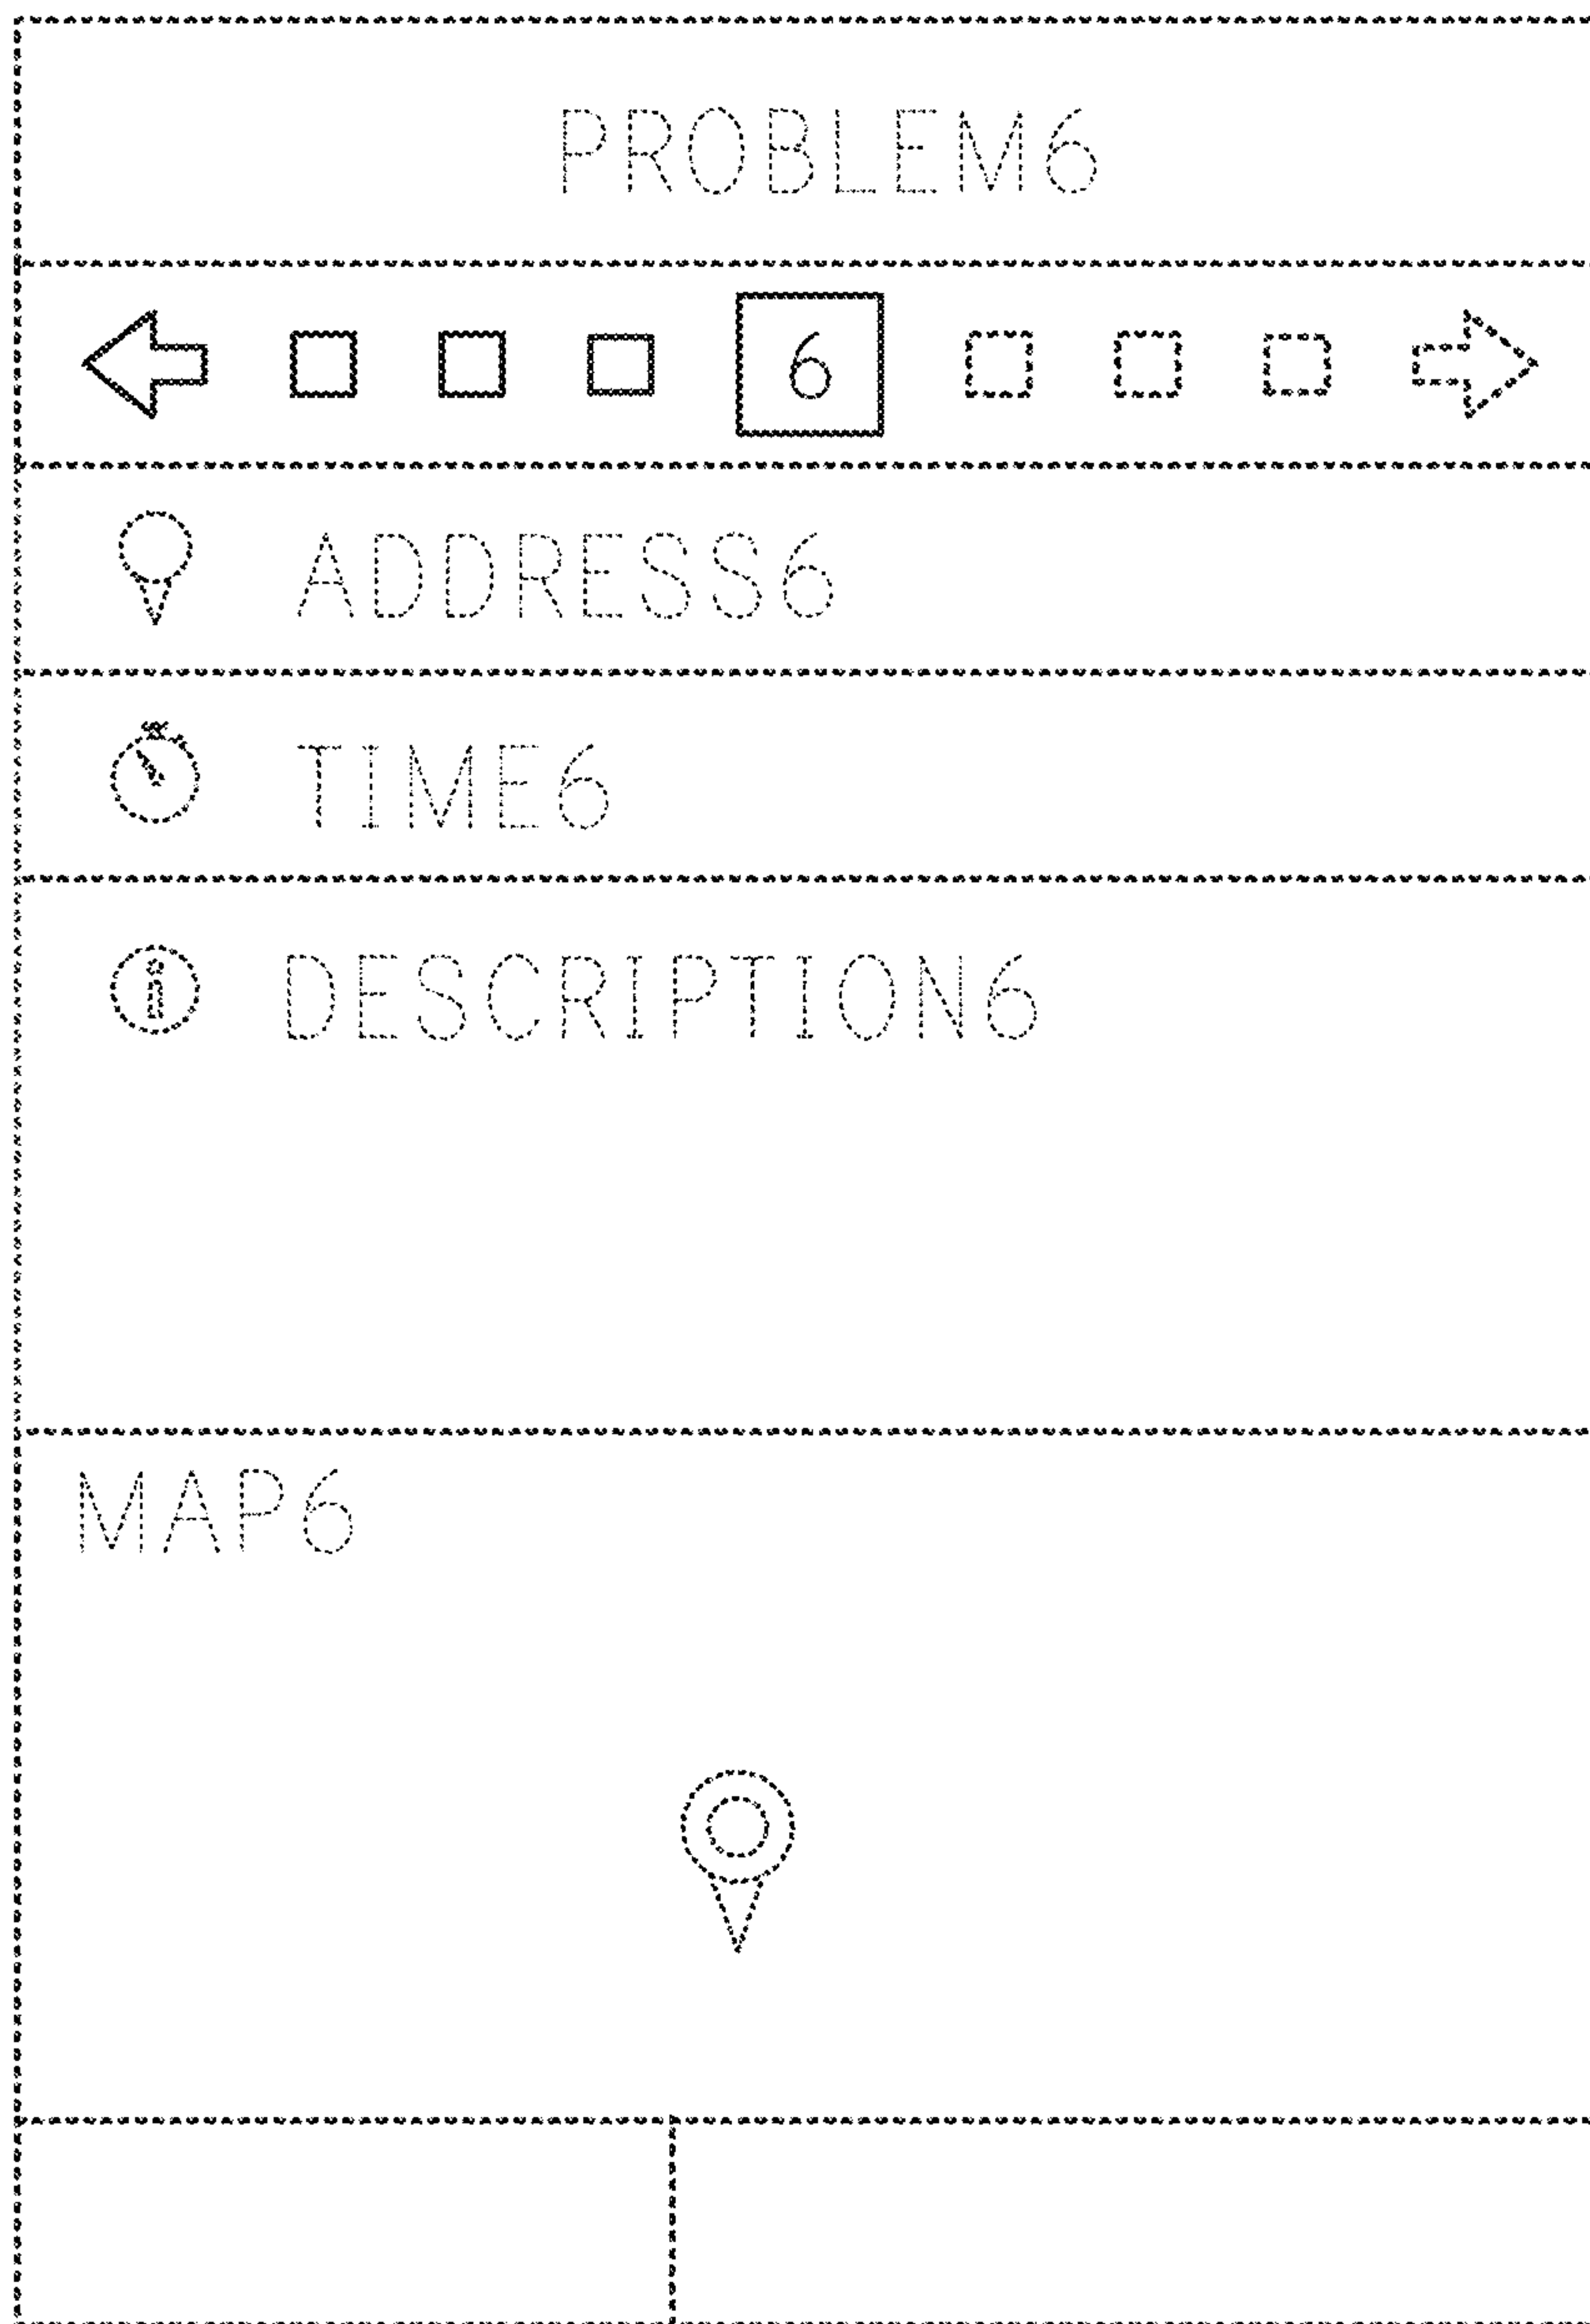 PROBLEM6
6
ADDRESS6
TIME6
i DESCRIPTION6
MAP6